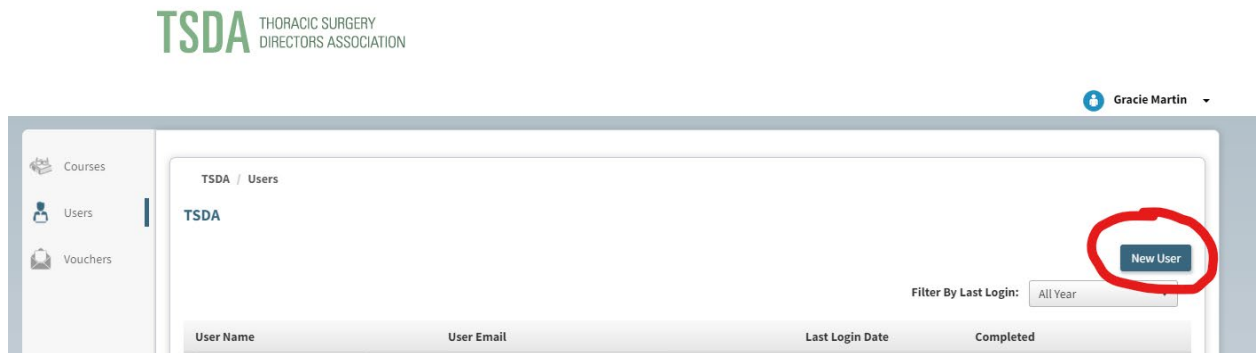 TSDA THORACIC SURGERY
DIRECTORS ASSOCIATION
Gracie Martin
Courses
Users
Vouchers
TSDA / Users
TSDA
New User
Filter By Last Login: All Year
User Name User Email Last Login Date Completed